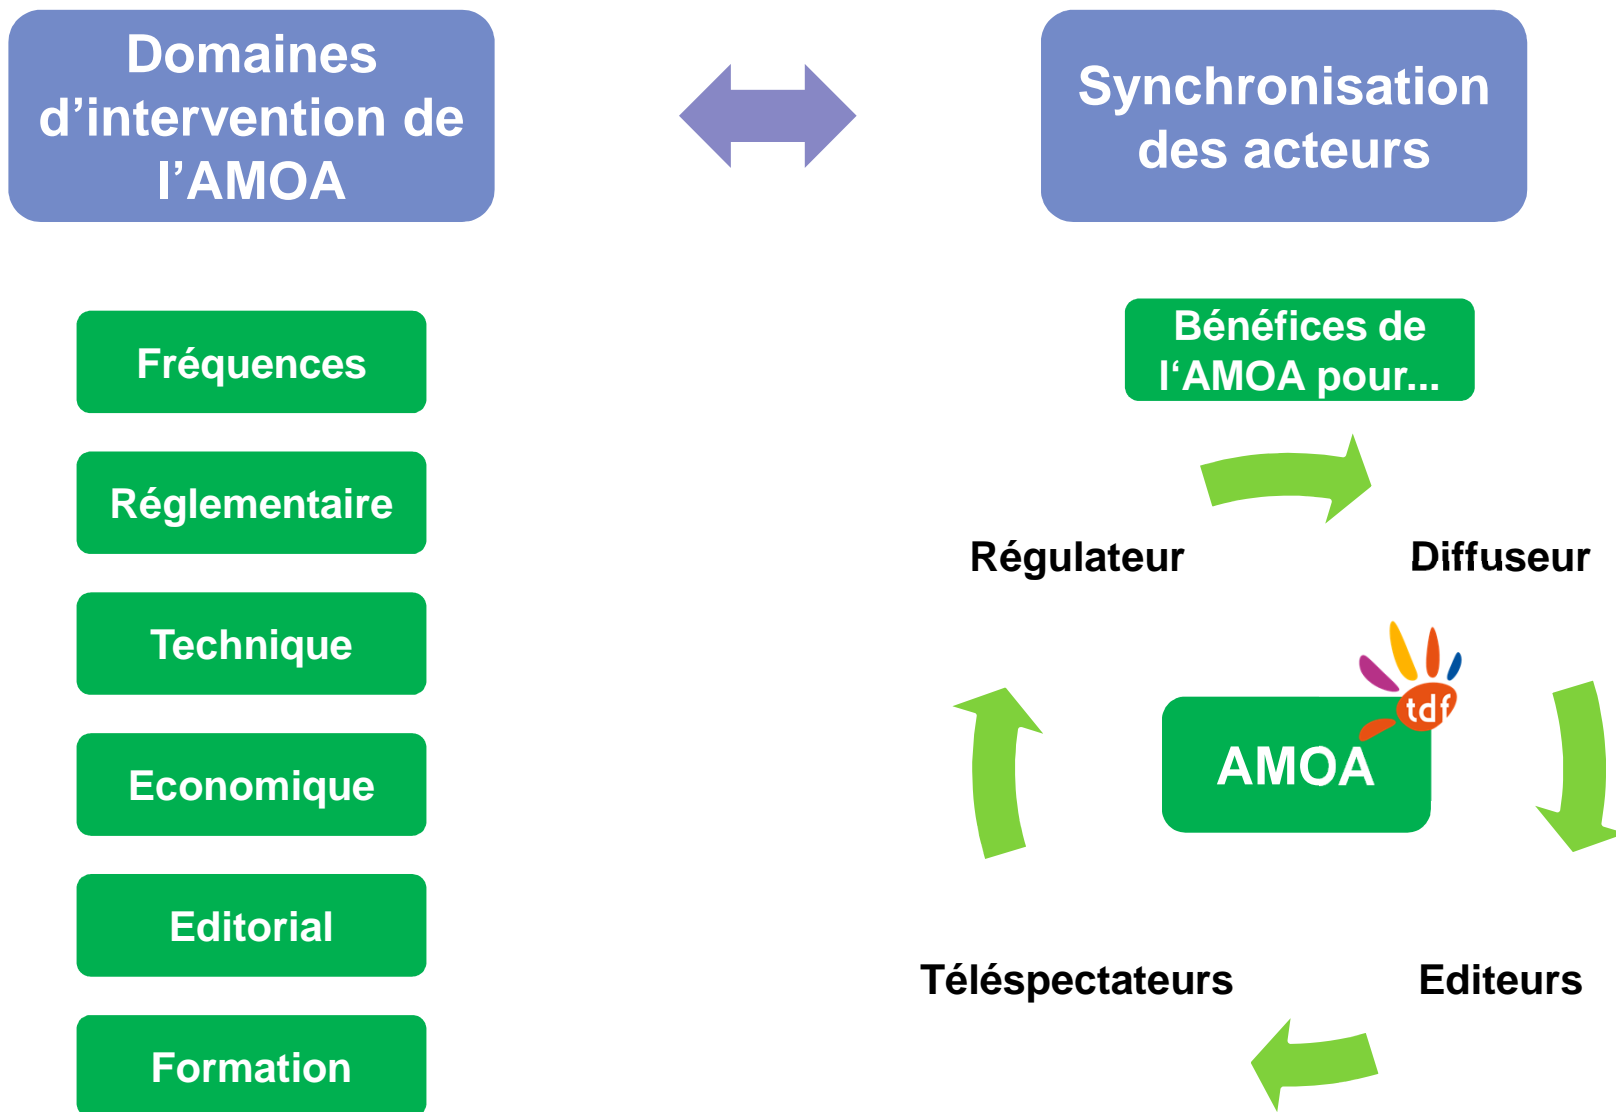 Domaines
d’intervention de
l’AMOA
Synchronisation
des acteurs
Fréquences
Réglementaire
Technique
Economique
Editorial
Formation
Bénéfices de
l‘AMOA pour...
Régulateur
Diffuseur
tdf
AMOA
Téléspectateurs
Editeurs